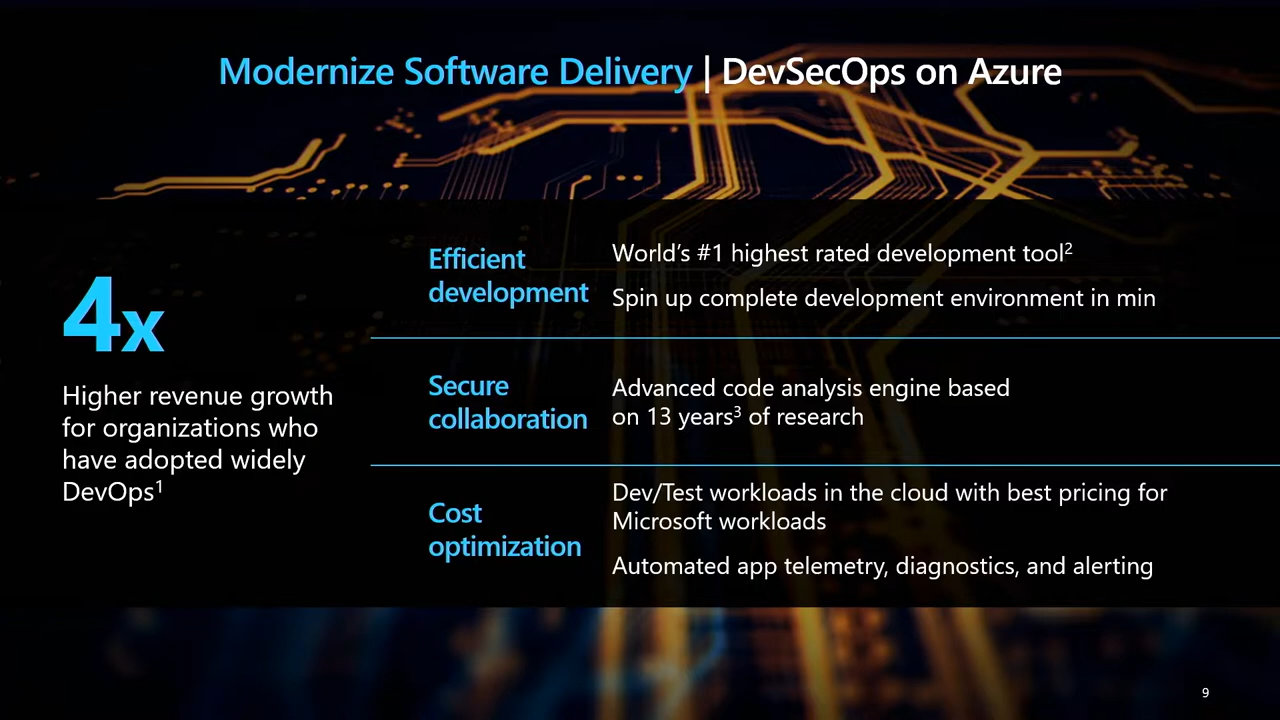 Modernize Software Delivery | DevSecOps on Azure
4x
Higher revenue growth
for organizations who
have adopted widely
DevOps¹
Efficient
development
World's #1 highest rated development tool²
Spin up complete development environment in min
Secure
collaboration
Advanced code analysis engine based
on 13 years³ of research
Cost
optimization
Dev/Test workloads in the cloud with best pricing for
Microsoft workloads
Automated app telemetry, diagnostics, and alerting
9